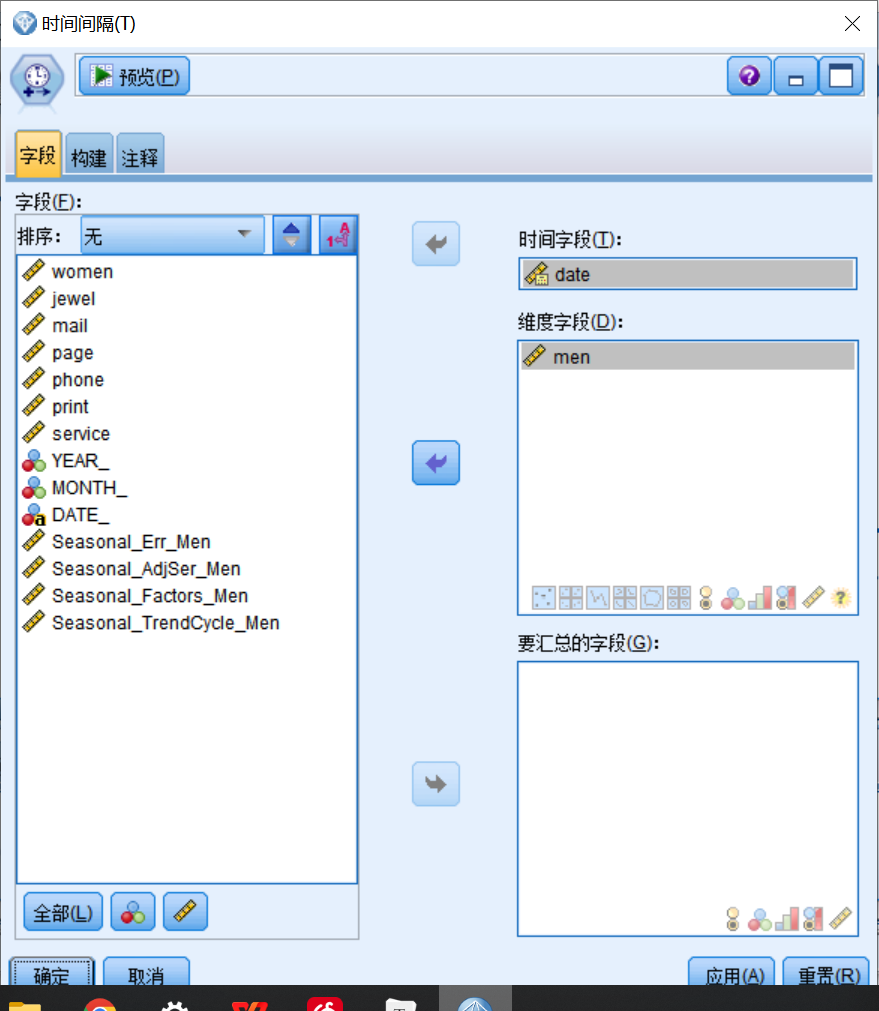 时间间隔(T)
预览(P)
字段
构建
注释
字段(F):
排序:
无
women
jewel
mail
page
phone
print
service
YEAR_
MONTH_
DATE_
Seasonal_Err_Men
Seasonal_AdjSer_Men
Seasonal_Factors_Men
Seasonal_TrendCycle_Men
全部(L)
时间字段(T):
date
维度字段(D):
men
要汇总的字段(G):
确定
取消
应用(A)
重置(R)